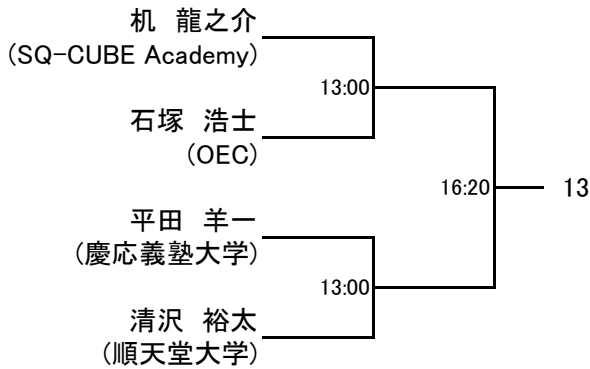 机　龍之介
(SQ-CUBE Academy)
13:00
石塚　浩士
(OEC)
16:20
13
平田　羊一
(慶応義塾大学)
13:00
清沢　裕太
(順天堂大学)